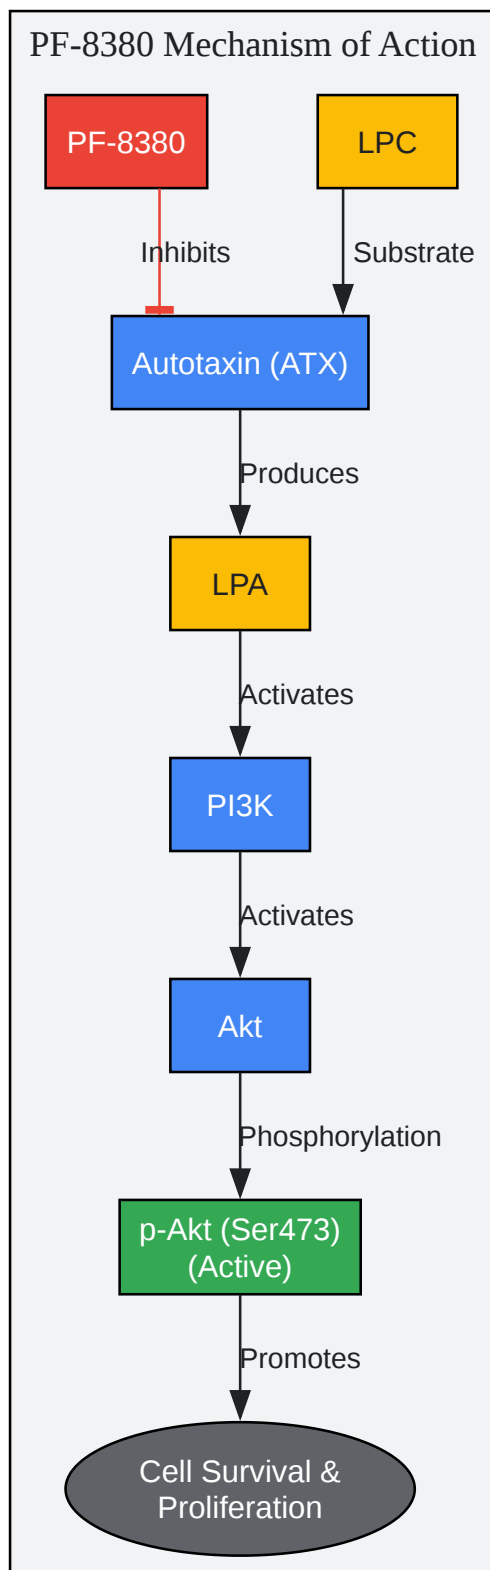 PF-8380 Mechanism of Action
PF-8380
LPC
Inhibits
Substrate
Autotaxin (ATX)
Produces
LPA
Activates
PI3K
Activates
Akt
Phosphorylation
p-Akt (Ser473)
(Active)
Promotes
Cell Survival &
Proliferation